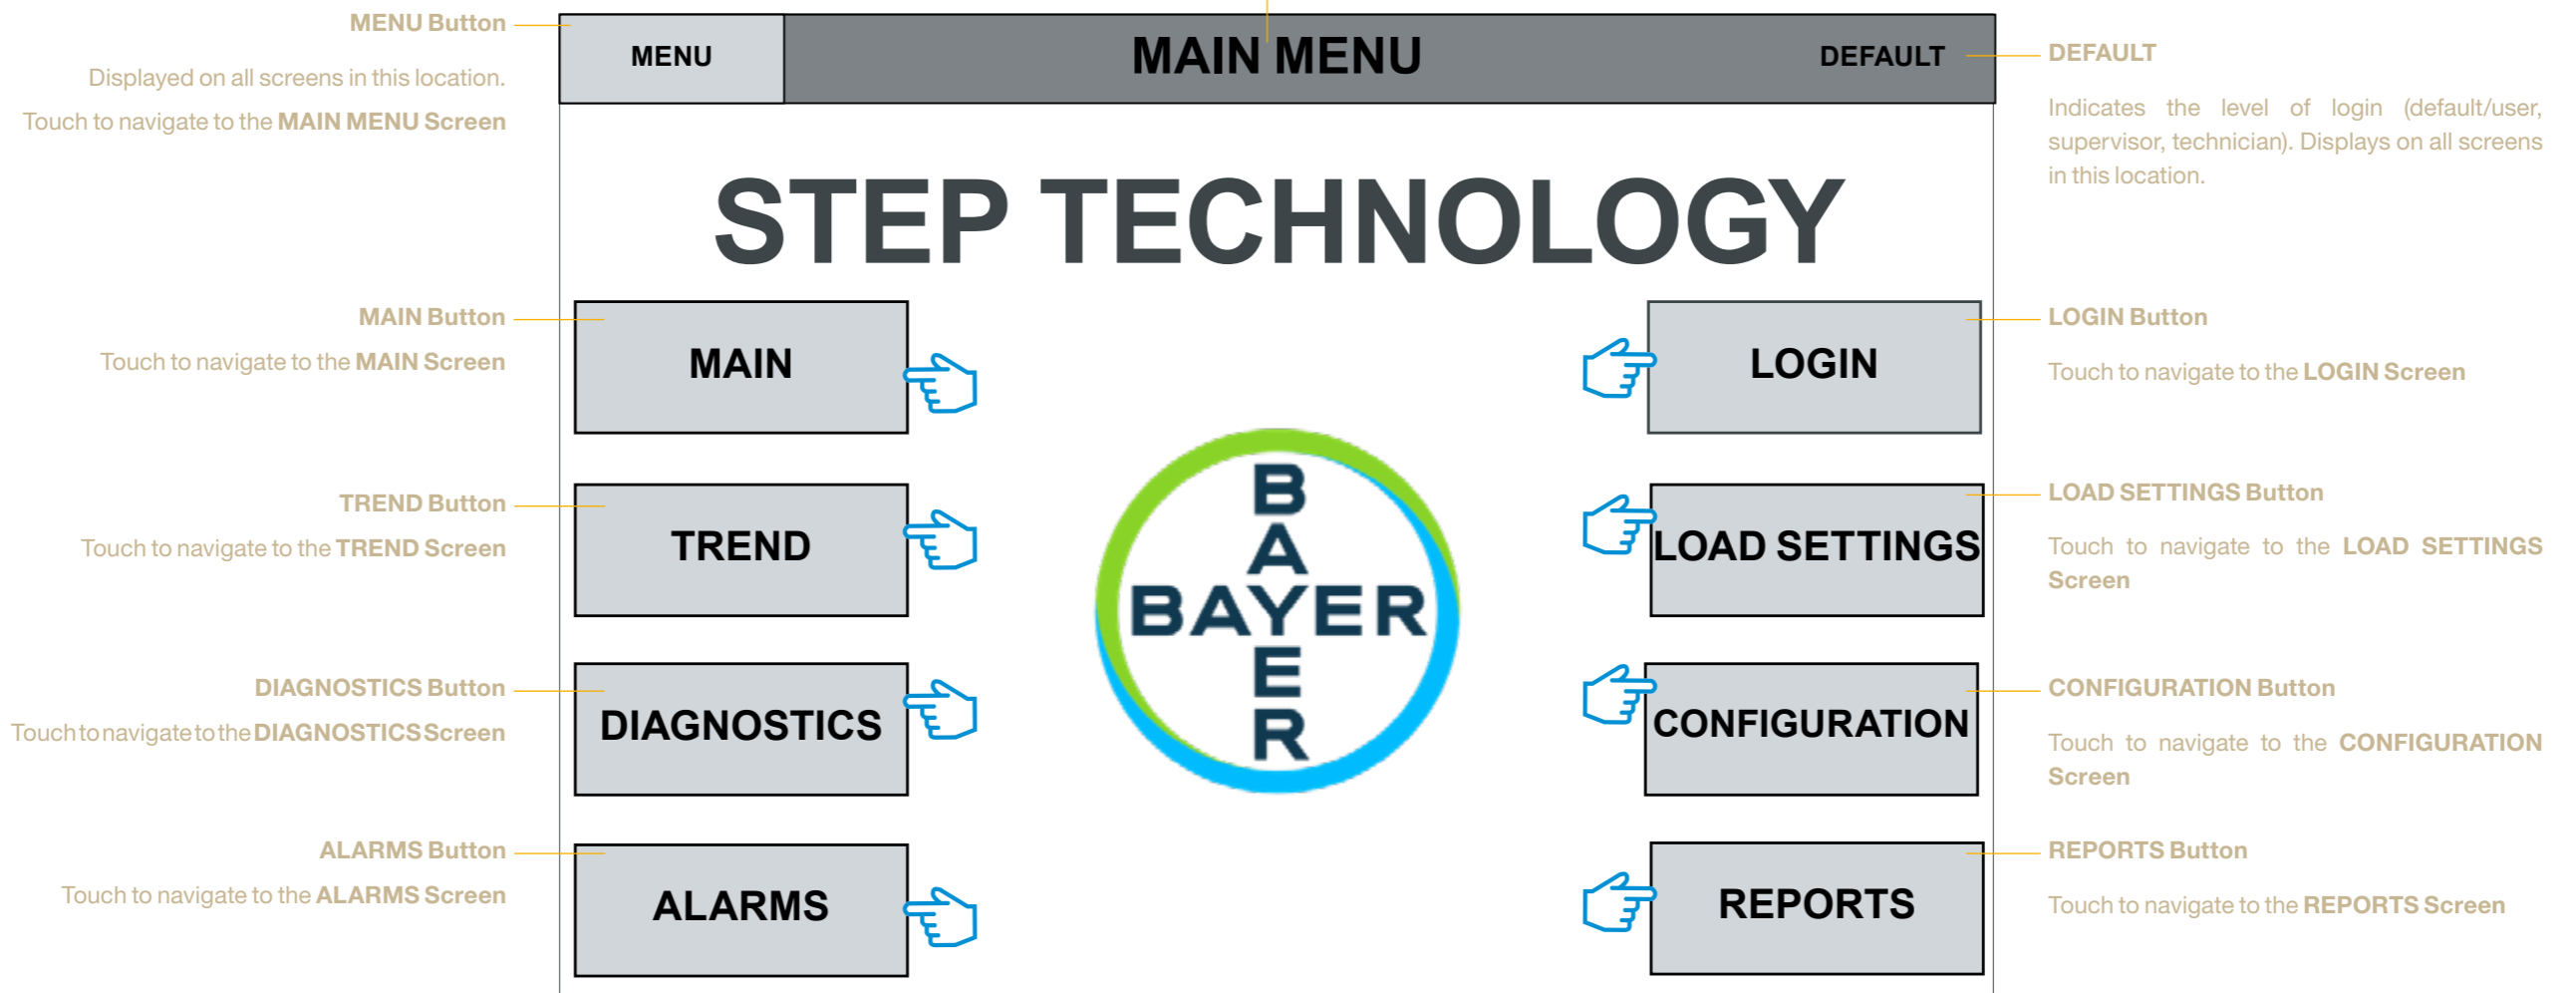 MENU Button
Displayed on all screens in this location.
Touch to navigate to the MAIN MENU Screen
MENU
MAIN MENU
DEFAULT
DEFAULT
Indicates the level of login (default/user,
supervisor, technician). Displays on all screens
in this location.
STEP TECHNOLOGY
MAIN Button
Touch to navigate to the MAIN Screen
MAIN
LOGIN
LOGIN Button
Touch to navigate to the LOGIN Screen
TREND Button
Touch to navigate to the TREND Screen
TREND
LOAD SETTINGS
LOAD SETTINGS Button
Touch to navigate to the LOAD SETTINGS
Screen
BAYER
BAYER
DIAGNOSTICS Button
Touch to navigate to the DIAGNOSTICS Screen
DIAGNOSTICS
CONFIGURATION
CONFIGURATION Button
Touch to navigate to the CONFIGURATION
Screen
ALARMS Button
Touch to navigate to the ALARMS Screen
ALARMS
REPORTS
REPORTS Button
Touch to navigate to the REPORTS Screen